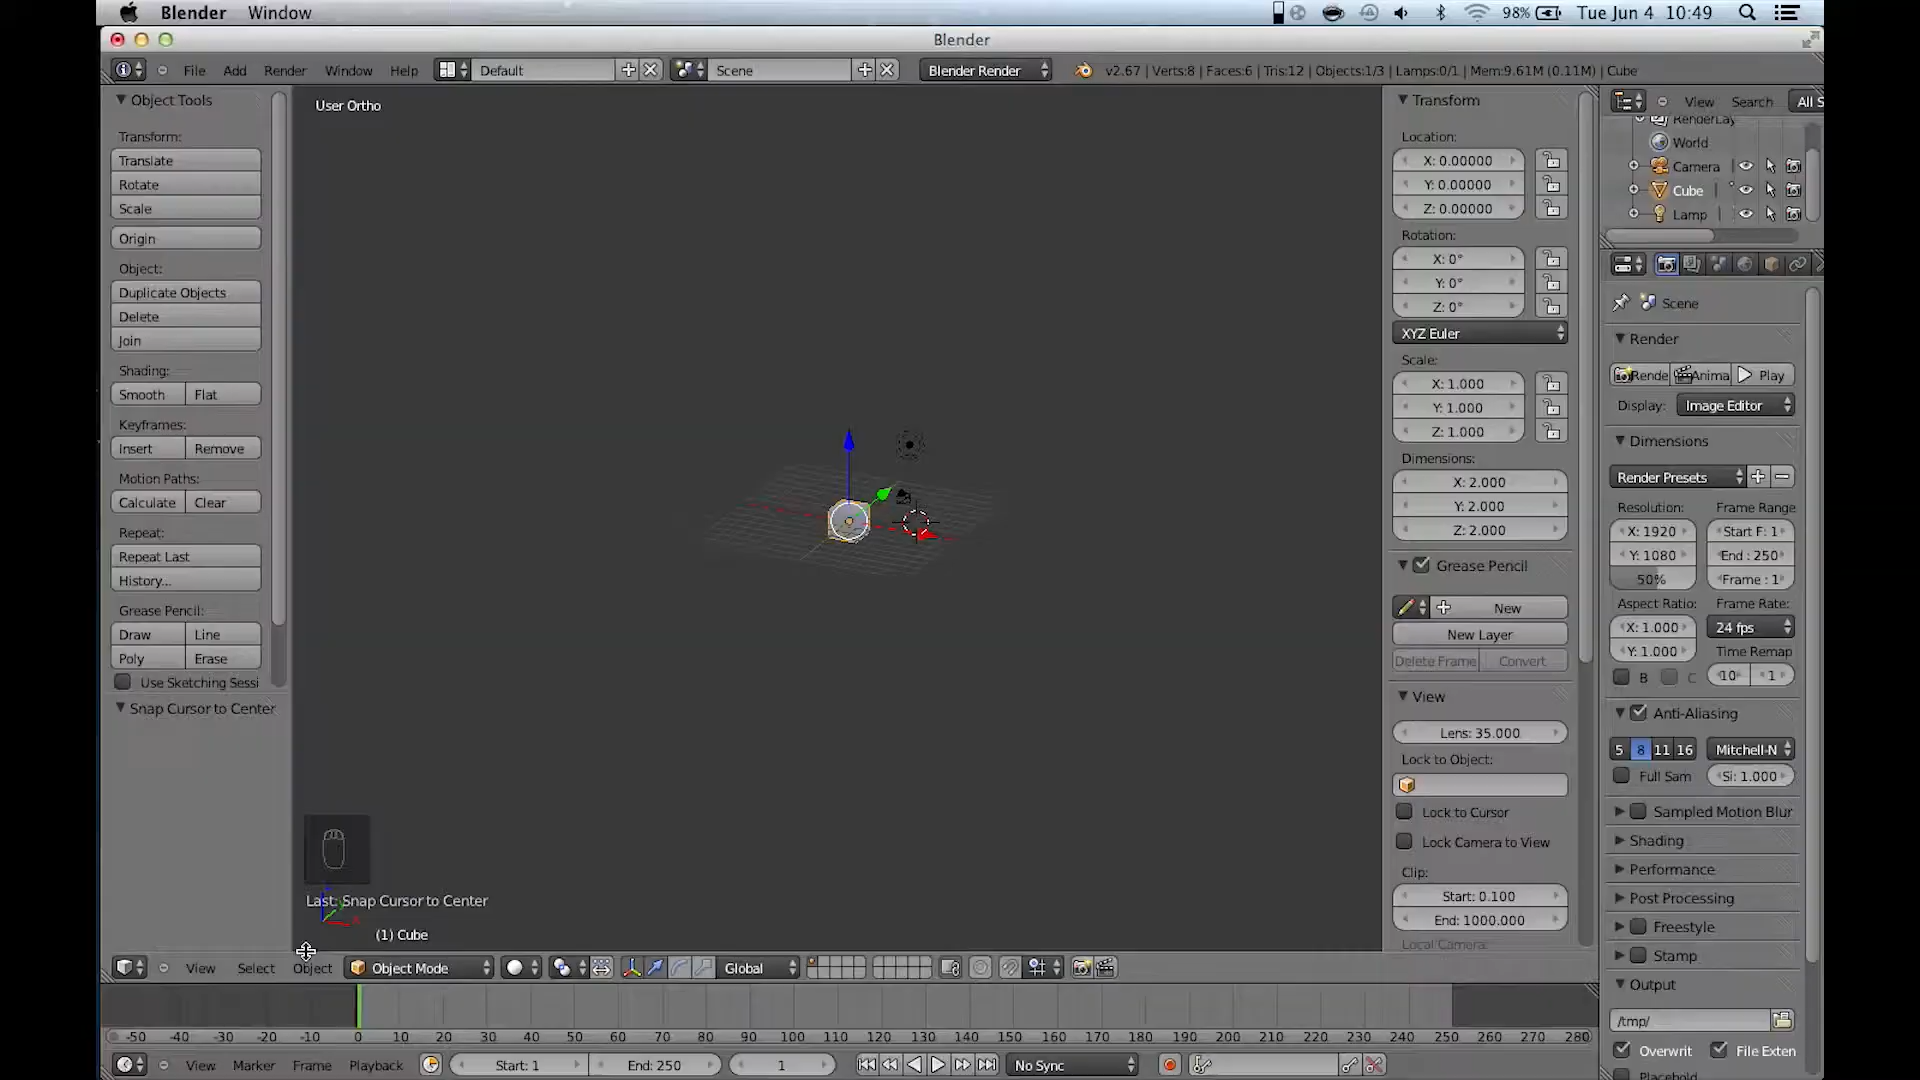 Blender Window 98% Tue Jun 4 10:49
Blender
File Add Render Window Help Default Scene Blender Render v2.67 | Verts:8 | Faces:6 | Tris:12 | Objects:1/3 | Lamps:0/1 | Mem:9.61M (0.11M) | Cube
Object Tools
Transform:
Translate
Rotate
Scale
Origin
Object:
Duplicate Objects
Delete
Join
Shading:
Smooth Flat
Keyframes:
Insert Remove
Motion Paths:
Calculate Clear
Repeat:
Repeat Last
History...
Grease Pencil:
Draw Line
Poly Erase
Use Sketching Sessi
Snap Cursor to Center
User Ortho
Last: Snap Cursor to Center
(1) Cube
Transform
Location:
X: 0.00000
Y: 0.00000
Z: 0.00000
Rotation:
X: 0°
Y: 0°
Z: 0°
XYZ Euler
Scale:
X: 1.000
Y: 1.000
Z: 1.000
Dimensions:
X: 2.000
Y: 2.000
Z: 2.000
Grease Pencil
New
New Layer
Delete Frame Convert
View
Lens: 35.000
Lock to Object:
Lock to Cursor
Lock Camera to View
Clip:
Start: 0.100
End: 1000.000
Local Camera:
View Search All S
RenderLay
World
Camera
Cube
Lamp
Scene
Render
Rende Anima Play
Display: Image Editor
Dimensions
Render Presets
Resolution: Frame Range
X: 1920 Start F: 1
Y: 1080 End : 250
50% Frame : 1
Aspect Ratio: Frame Rate:
X: 1.000 24 fps
Y: 1.000 Time Remap
B C 10 1
Anti-Aliasing
5 8 11 16 Mitchell-N
Full Sam Si: 1.000
Sampled Motion Blur
Shading
Performance
Post Processing
Freestyle
Stamp
Output
/tmp/
Overwrit File Exten
Placehold
View Select Object Object Mode Global
-50 -40 -30 -20 -10 0 10 20 30 40 50 60 70 80 90 100 110 120 130 140 150 160 170 180 190 200 210 220 230 240 250 260 270 280
View Marker Frame Playback Start: 1 End: 250 1 No Sync